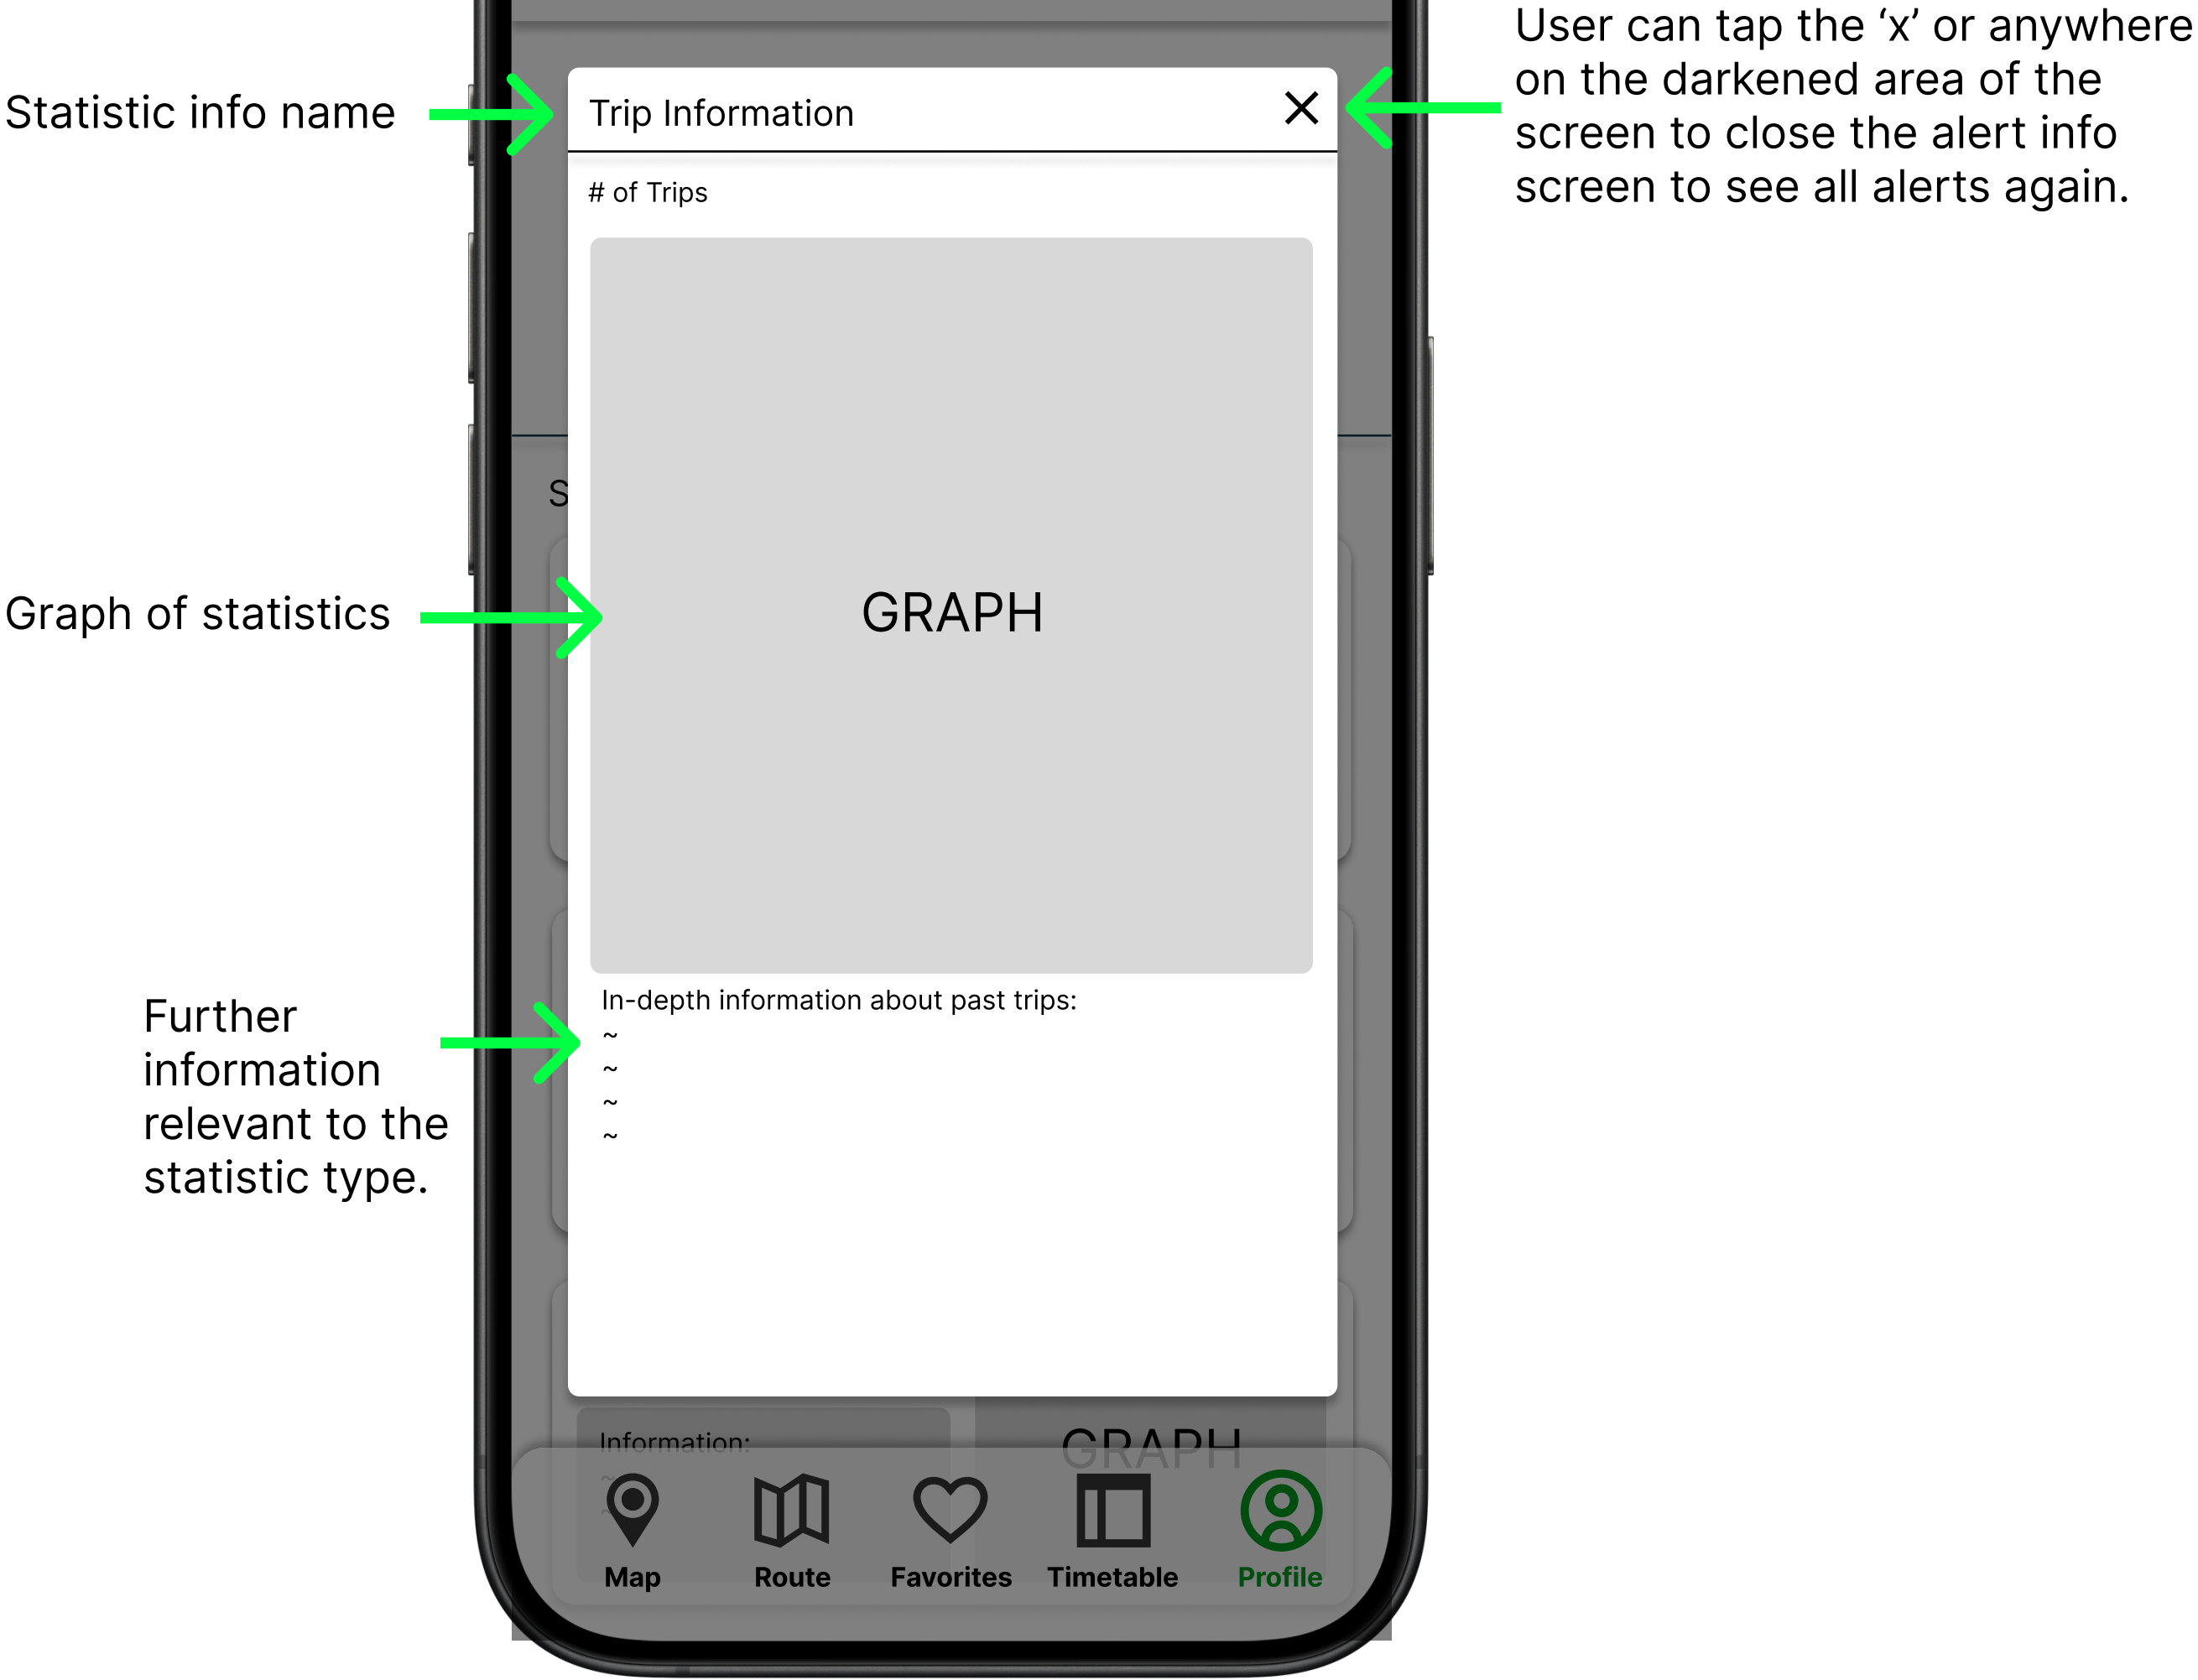 User can tap the ‘x’ or anywhere
on the darkened area of the
screen to close the alert info
screen to see all alerts again.
Statistic info name
Trip Information
# of Trips
S
Graph of statistics
GRAPH
Further
information
relevant to the
statistic type.
In-depth information about past trips:
~
~
~
~
Information:
GRAPH
~
~
Map
Route
Favorites
Timetable
Profile